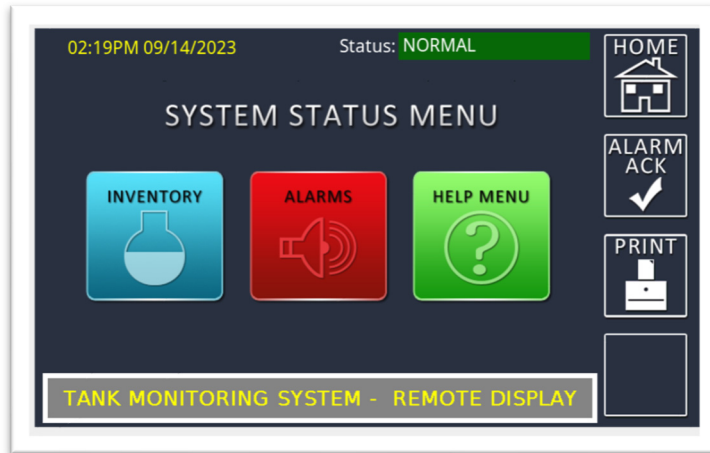 02:19PM 09/14/2023
Status: NORMAL
SYSTEM STATUS MENU
INVENTORY
ALARMS
HELP MENU
TANK MONITORING SYSTEM - REMOTE DISPLAY
HOME
ALARM
ACK
PRINT